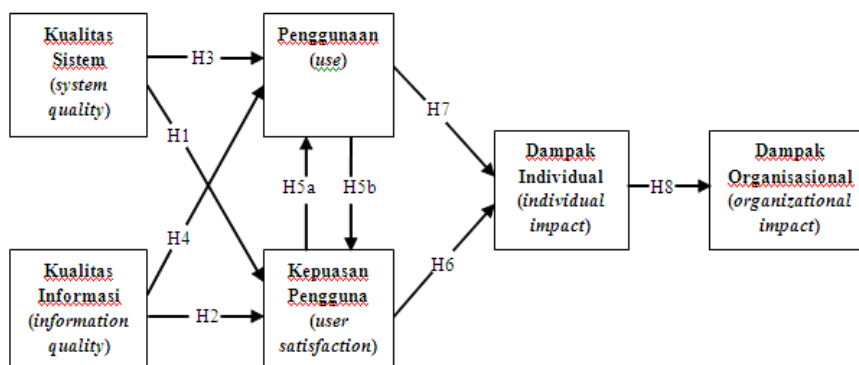 Kualitas
Sistem
(system
quality)
H3
Penggunaan
(use)
H1
H7
Dampak
Individual
(individual
impact)
H8
Dampak
Organisasional
(organizational
impact)
H5a
H5b
H4
H6
Kualitas
Informasi
(information
quality)
H2
Kepuasan
Pengguna
(user
satisfaction)